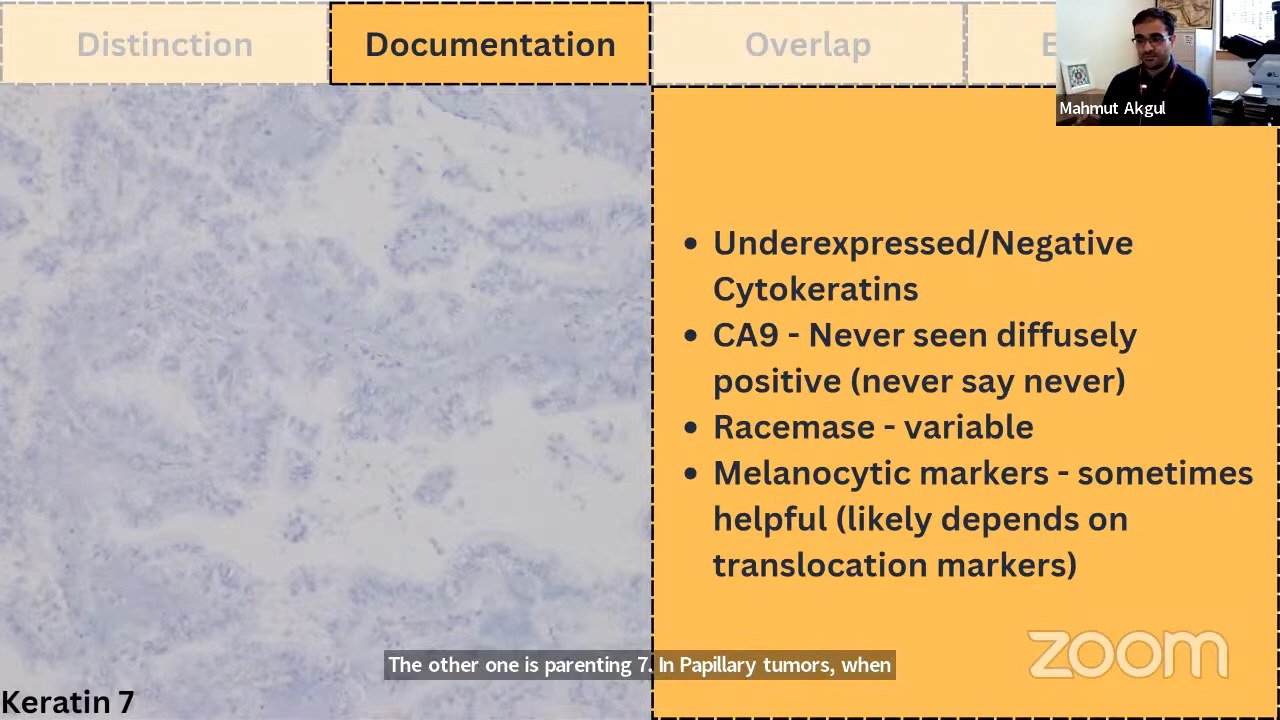 Distinction
Documentation
Overlap
E
Mahmut Akgul
Underexpressed/Negative
Cytokeratins
CA9 - Never seen diffusely
positive (never say never)
Racemase - variable
Melanocytic markers - sometimes
helpful (likely depends on
translocation markers)
The other one is parenting 7. In Papillary tumors, when
zoom
Keratin 7